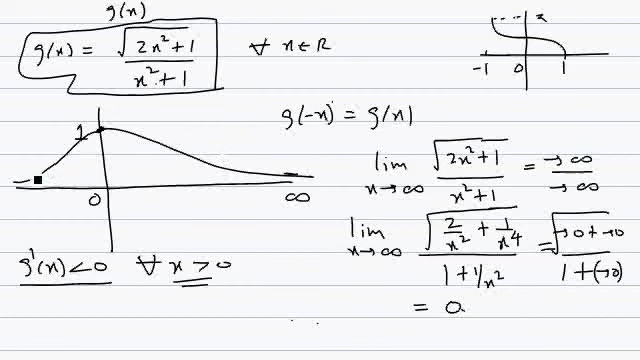 g(x)
g(x) = √(2x²+1) / (x²+1) ∀ x∈R
-1 0 1
g(-x) = g(x)
1
0 ∞
lim x→∞ √(2x²+1) / (x²+1) = →∞ / →∞
lim x→∞ √(2/x² + 1/x⁴) / (1+1/x²) = √(→0+→0) / (1+(→0))
g'(x) < 0 ∀ x > 0
= 0